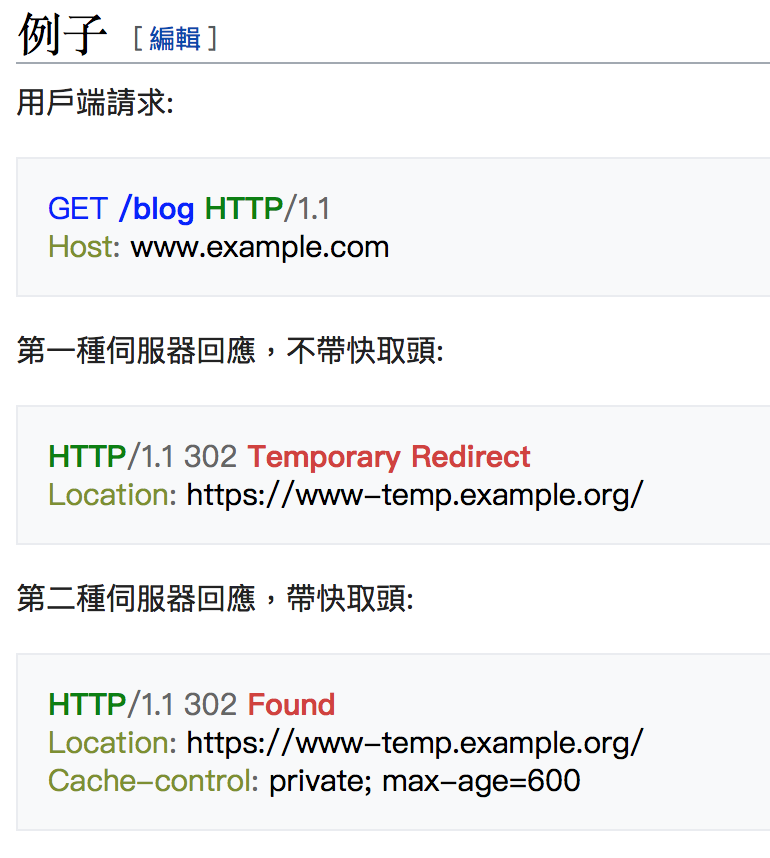 例子 [編輯]
用戶端請求:
GET /blog HTTP/1.1
Host: www.example.com
第一種伺服器回應，不帶快取頭:
HTTP/1.1 302 Temporary Redirect
Location: https://www-temp.example.org/
第二種伺服器回應，帶快取頭:
HTTP/1.1 302 Found
Location: https://www-temp.example.org/
Cache-control: private; max-age=600